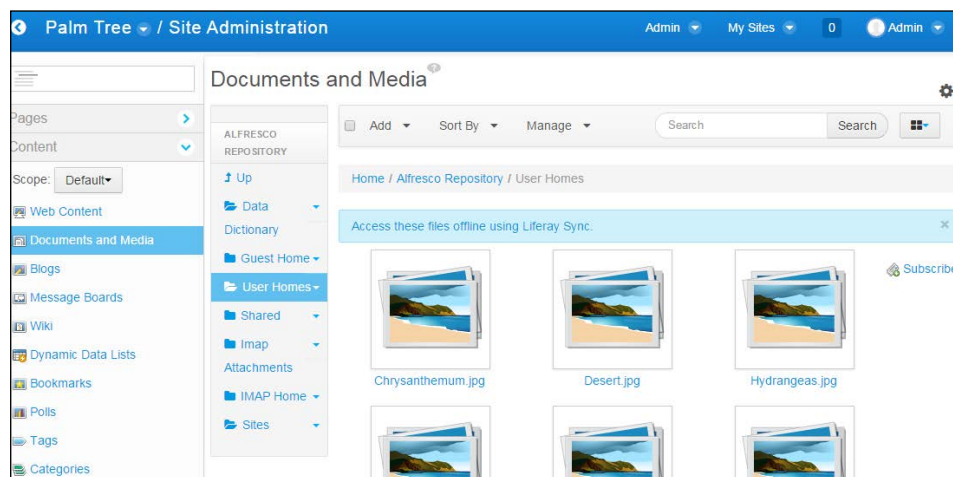 Palm Tree / Site Administration
Admin
My Sites
0
Admin
Pages
Content
Scope: Default
Web Content
Documents and Media
Blogs
Message Boards
Wiki
Dynamic Data Lists
Bookmarks
Polls
Tags
Categories
Documents and Media
ALFRESCO
REPOSITORY
Up
Data
Dictionary
Guest Home
User Homes
Shared
Imap
Attachments
IMAP Home
Sites
Add
Sort By
Manage
Search
Search
Home / Alfresco Repository / User Homes
Access these files offline using Liferay Sync.
×
Subscribe
Chrysanthemum.jpg
Desert.jpg
Hydrangeas.jpg